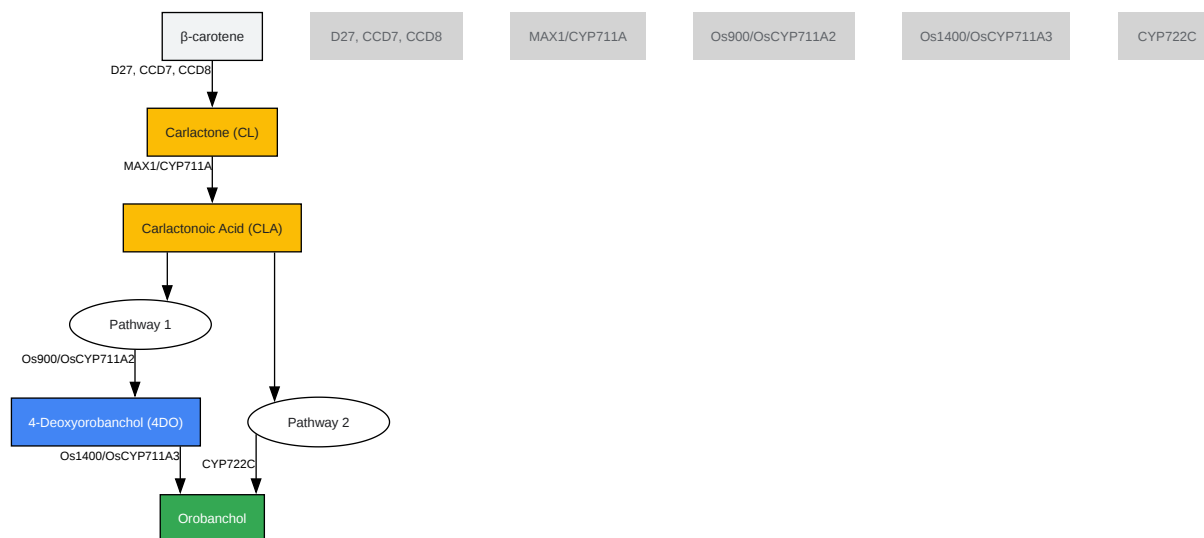 β-carotene
D27, CCD7, CCD8
MAX1/CYP711A
Os900/OsCYP711A2
Os1400/OsCYP711A3
CYP722C
D27, CCD7, CCD8
Carlactone (CL)
MAX1/CYP711A
Carlactonoic Acid (CLA)
Pathway 1
Os900/OsCYP711A2
4-Deoxyorobanchol (4DO)
Pathway 2
Os1400/OsCYP711A3
CYP722C
Orobanchol